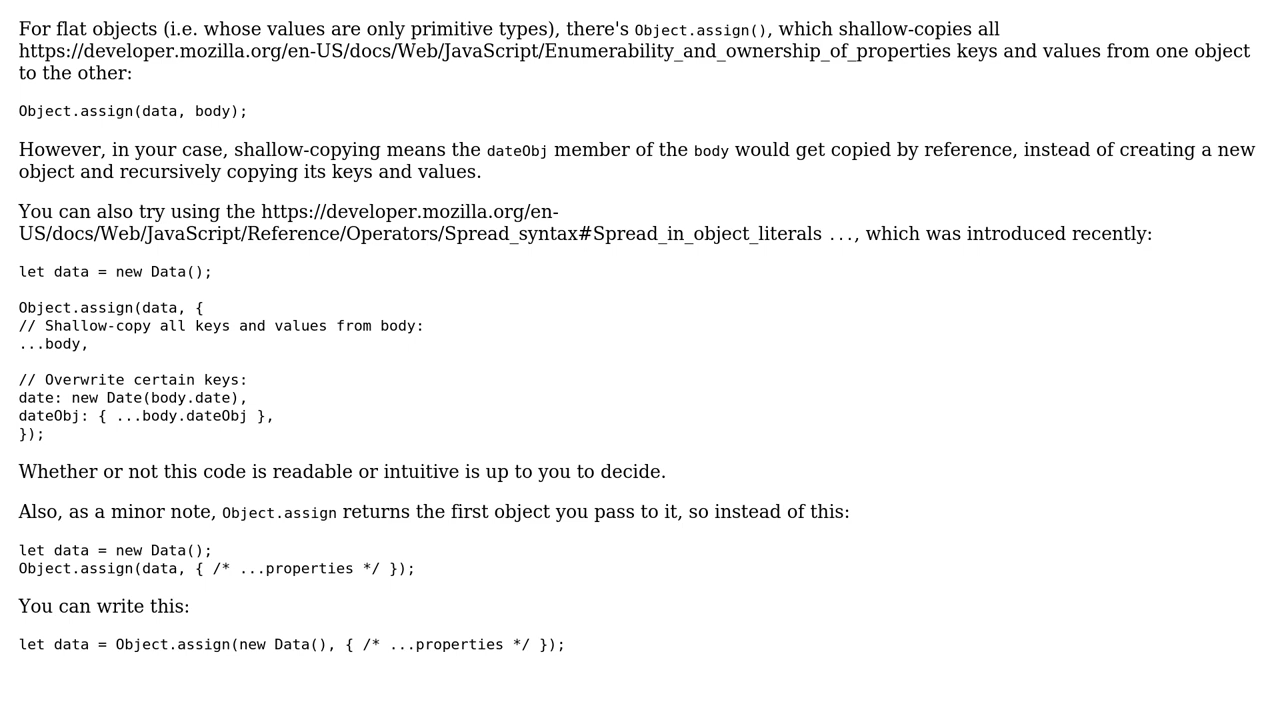 For flat objects (i.e. whose values are only primitive types), there's Object.assign(), which shallow-copies all
https://developer.mozilla.org/en-US/docs/Web/JavaScript/Enumerability_and_ownership_of_properties keys and values from one object
to the other:
Object.assign(data, body);
However, in your case, shallow-copying means the dateObj member of the body would get copied by reference, instead of creating a new
object and recursively copying its keys and values.
You can also try using the https://developer.mozilla.org/en-
US/docs/Web/JavaScript/Reference/Operators/Spread_syntax#Spread_in_object_literals ..., which was introduced recently:
let data = new Data();
Object.assign(data, {
// Shallow-copy all keys and values from body:
...body,
// Overwrite certain keys:
date: new Date(body.date),
dateObj: { ...body.dateObj },
});
Whether or not this code is readable or intuitive is up to you to decide.
Also, as a minor note, Object.assign returns the first object you pass to it, so instead of this:
let data = new Data();
Object.assign(data, { /* ...properties */ });
You can write this:
let data = Object.assign(new Data(), { /* ...properties */ });